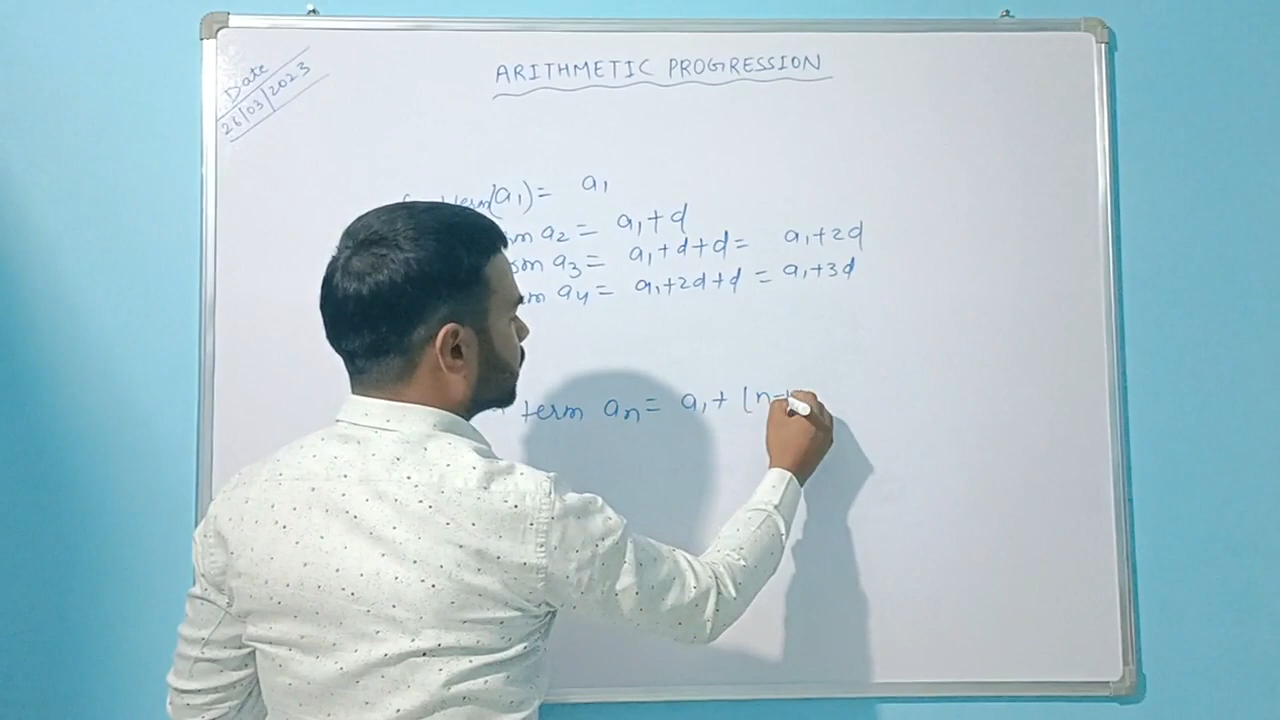 Date
26/03/2023
ARITHMETIC PROGRESSION
term(a₁) = a₁
a₂ = a₁+d
a₃ = a₁+d+d = a₁+2d
a₄ = a₁+2d+d = a₁+3d
term aₙ = a₁+ (n-